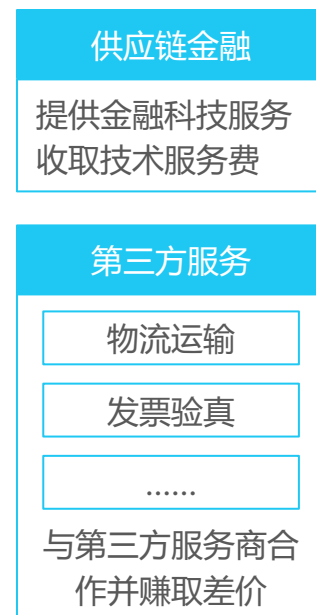 供应链金融
提供金融科技服务
收取技术服务费
第三方服务
物流运输
发票验真
......
与第三方服务商合
作并赚取差价